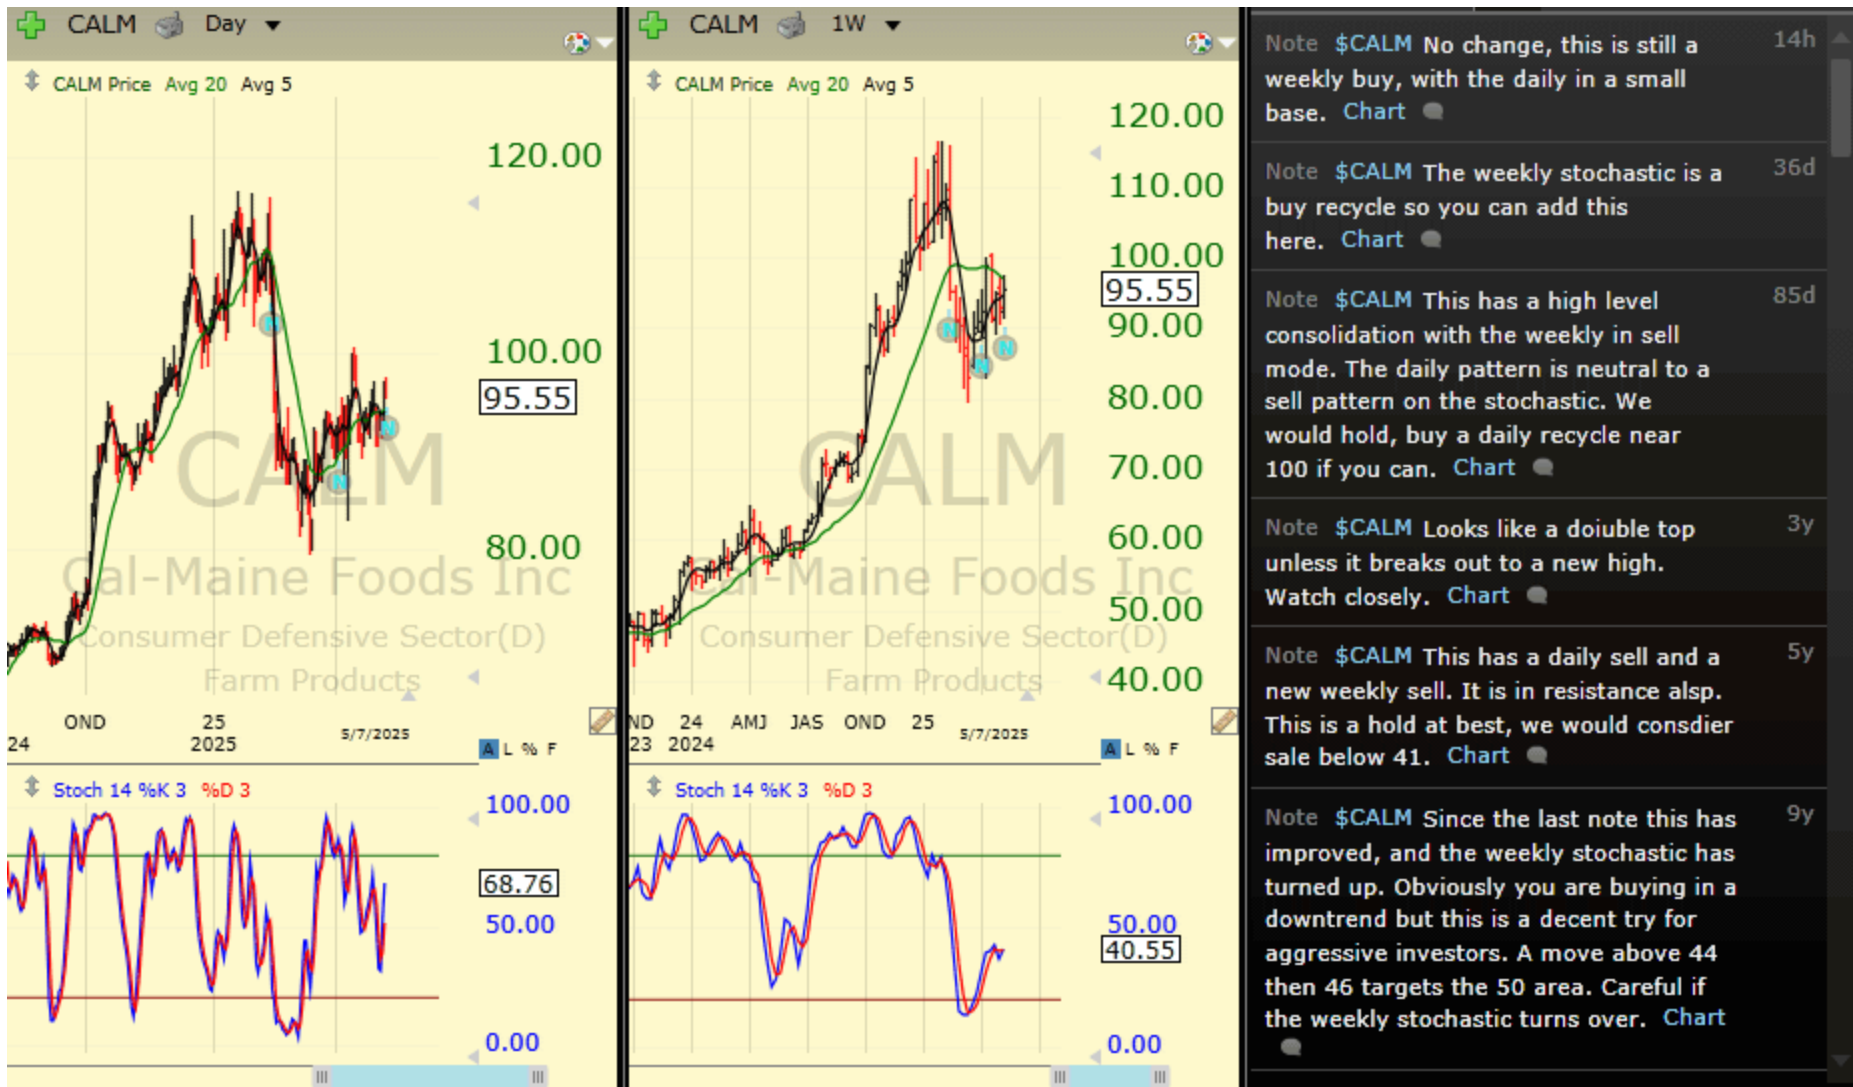 CALM Day
CALM Price Avg 20 Avg 5
120.00
100.00
95.55
80.00
CALM
Cal-Maine Foods Inc
Consumer Defensive Sector(D)
Farm Products
OND 25
24 2025 5/7/2025
A L % F
Stoch 14 %K 3 %D 3
100.00
68.76
50.00
0.00
N
N
N
CALM 1W
CALM Price Avg 20 Avg 5
120.00
110.00
100.00
95.55
90.00
80.00
70.00
60.00
50.00
40.00
CALM
Cal-Maine Foods Inc
Consumer Defensive Sector(D)
Farm Products
ND 24 AMJ JAS OND 25
23 2024 5/7/2025
A L % F
Stoch 14 %K 3 %D 3
100.00
50.00
40.55
0.00
N
N
N
Note $CALM No change, this is still a 14h
weekly buy, with the daily in a small
base. Chart
Note $CALM The weekly stochastic is a 36d
buy recycle so you can add this
here. Chart
Note $CALM This has a high level 85d
consolidation with the weekly in sell
mode. The daily pattern is neutral to a
sell pattern on the stochastic. We
would hold, buy a daily recycle near
100 if you can. Chart
Note $CALM Looks like a doiuble top 3y
unless it breaks out to a new high.
Watch closely. Chart
Note $CALM This has a daily sell and a 5y
new weekly sell. It is in resistance alsp.
This is a hold at best, we would consdier
sale below 41. Chart
Note $CALM Since the last note this has 9y
improved, and the weekly stochastic has
turned up. Obviously you are buying in a
downtrend but this is a decent try for
aggressive investors. A move above 44
then 46 targets the 50 area. Careful if
the weekly stochastic turns over. Chart